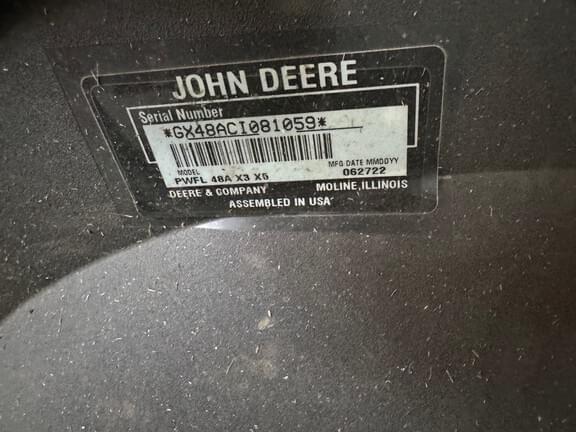 JOHN DEERE
Serial Number
*GX48ACI081059*
MODEL
MFG DATE MMDDYY
PWFL 48A X3 X5
062722
DEERE & COMPANY
MOLINE,ILLINOIS
ASSEMBLED IN USA